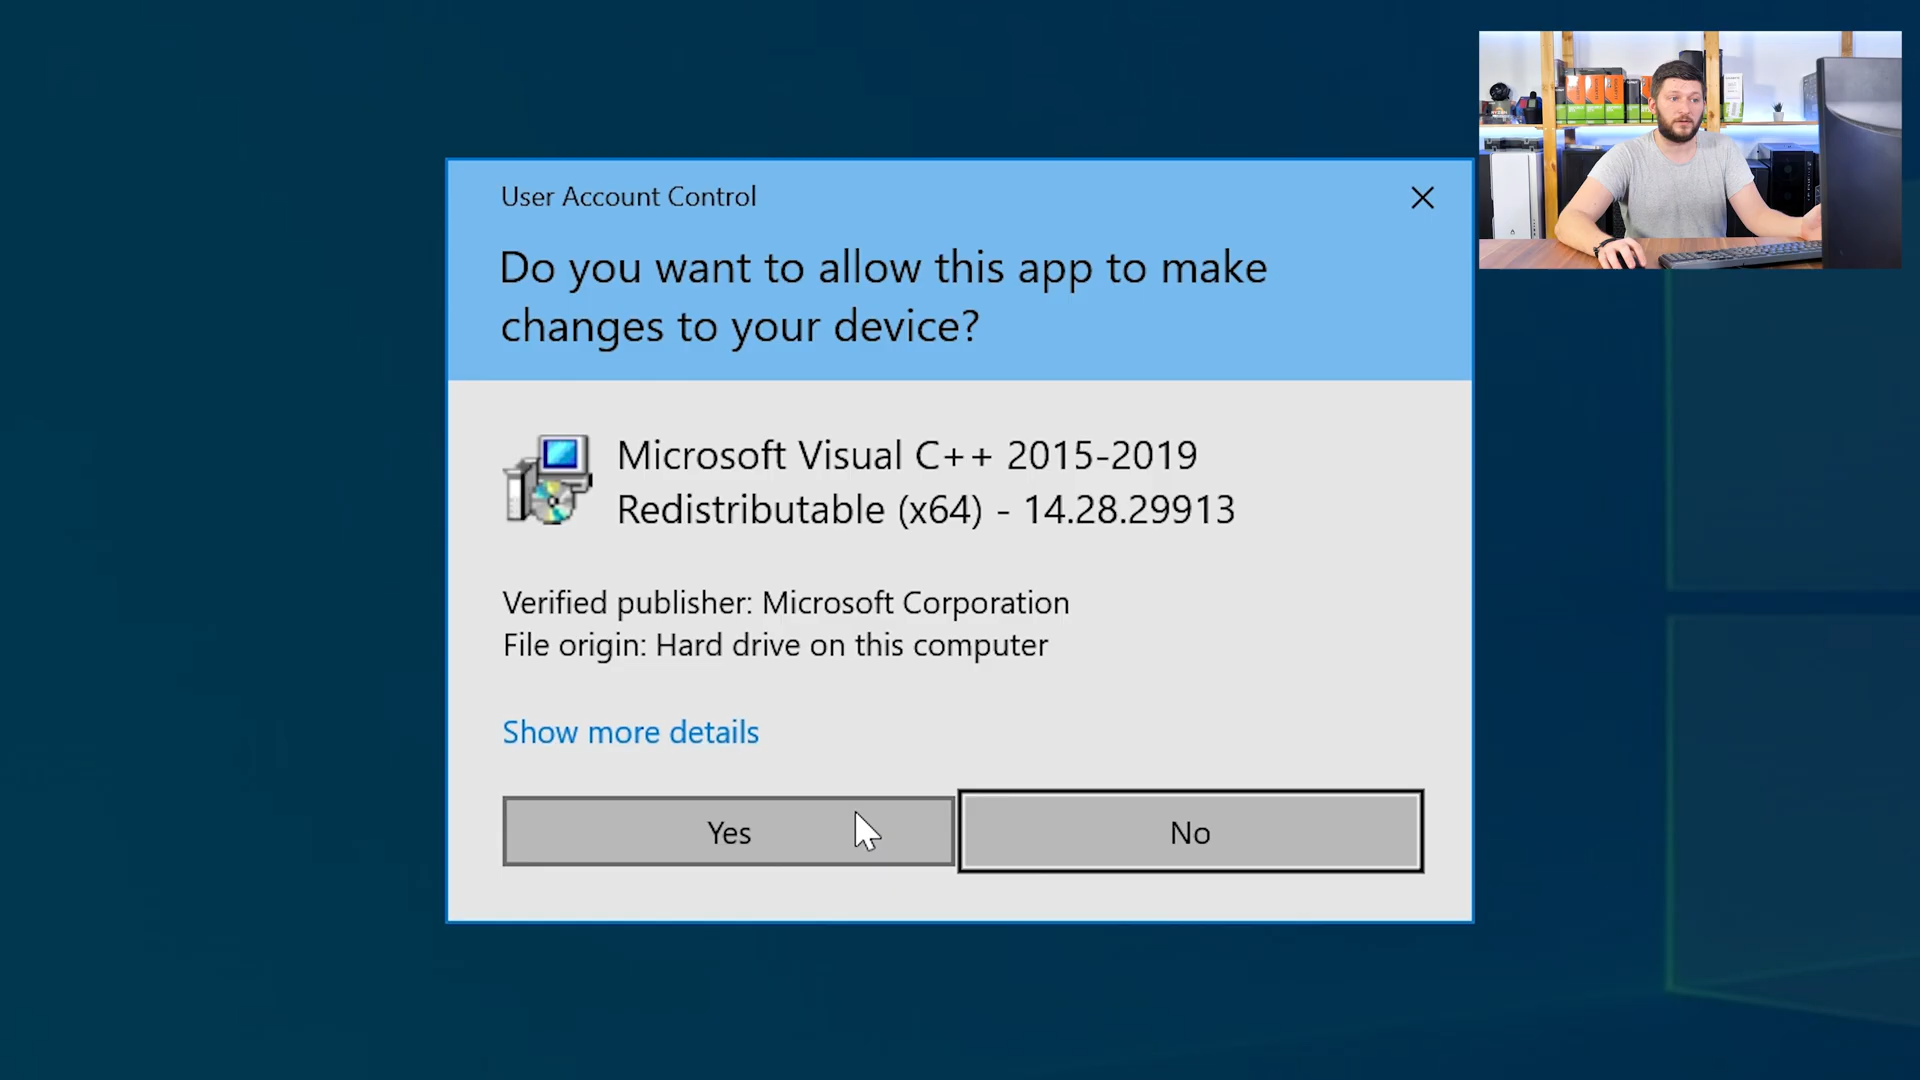 User Account Control
Do you want to allow this app to make
changes to your device?
Microsoft Visual C++ 2015-2019
Redistributable (x64) - 14.28.29913
Verified publisher: Microsoft Corporation
File origin: Hard drive on this computer
Show more details
Yes
No